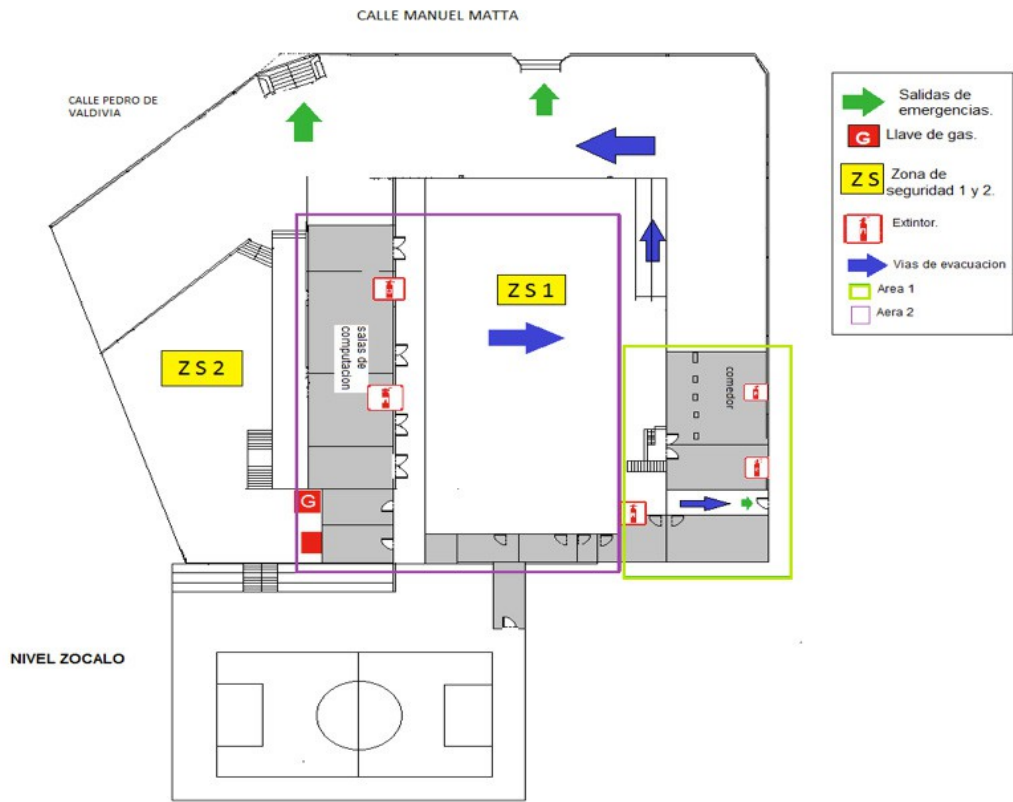 CALLE MANUEL MATTA
CALLE PEDRO DE
VALDIVIA
Salidas de
emergencias.
G
Llave de gas.
Z S
Zona de
seguridad 1 y 2.
Extintor.
Vias de evacuacion
Area 1
Aera 2
Z S 1
Z S 2
salas de
computacion
comedor
G
NIVEL ZOCALO